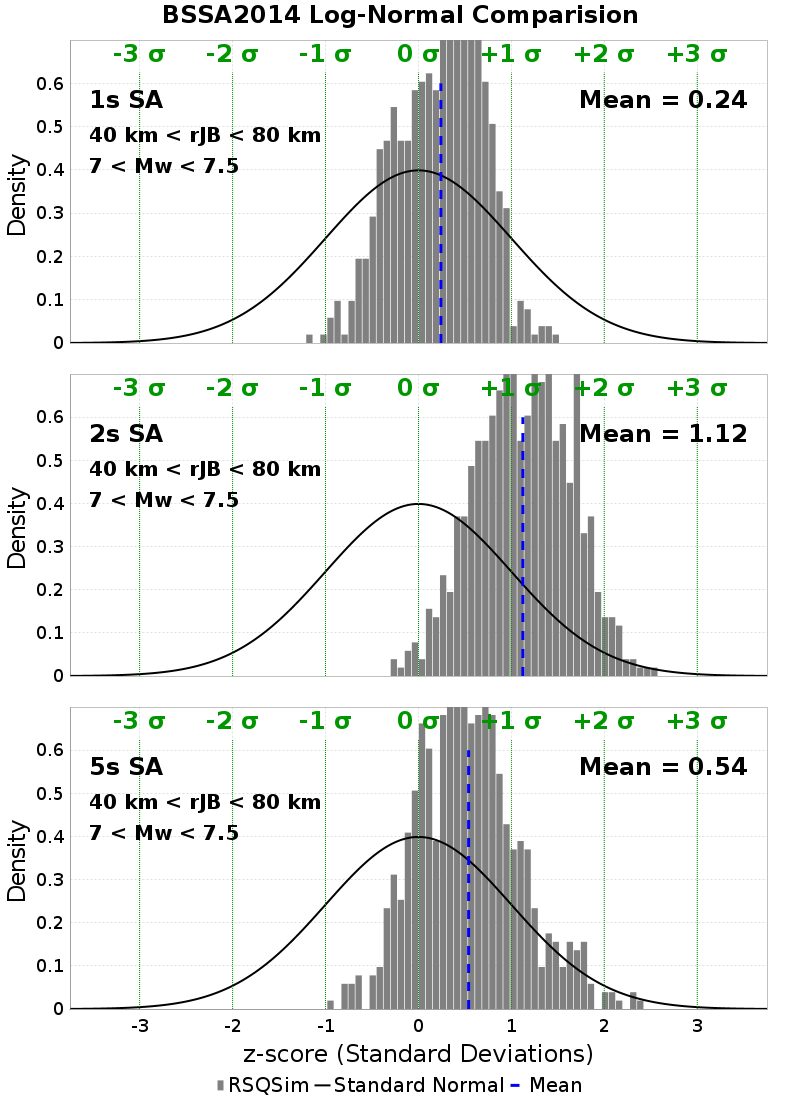 BSSA2014 Log-Normal Comparision
-3 σ -2 σ -1 σ 0 σ +1 σ +2 σ +3 σ
1s SA Mean = 0.24
40 km < rJB < 80 km
7 < Mw < 7.5
Density
0.6
0.5
0.4
0.3
0.2
0.1
0
-3 σ -2 σ -1 σ 0 σ +1 σ +2 σ +3 σ
2s SA Mean = 1.12
40 km < rJB < 80 km
7 < Mw < 7.5
Density
0.6
0.5
0.4
0.3
0.2
0.1
0
-3 σ -2 σ -1 σ 0 σ +1 σ +2 σ +3 σ
5s SA Mean = 0.54
40 km < rJB < 80 km
7 < Mw < 7.5
Density
0.6
0.5
0.4
0.3
0.2
0.1
0
-3 -2 -1 0 1 2 3
z-score (Standard Deviations)
RSQSim Standard Normal Mean